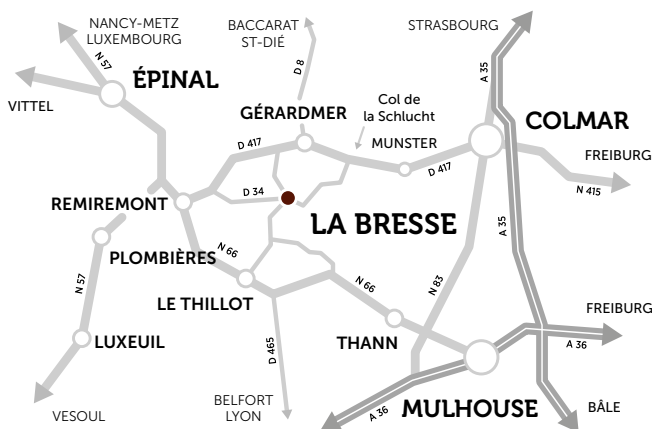 NANCY-METZ
LUXEMBOURG
BACCARAT
ST-DIÉ
STRASBOURG
N 57
D 8
A 35
ÉPINAL
VITTEL
GÉRARDMER
Col de
la Schlucht
COLMAR
MUNSTER
D 417
D 417
FREIBURG
N 415
D 34
REMIREMONT
LA BRESSE
A 35
PLOMBIÈRES
N 66
N 57
N 66
N 83
LE THILLOT
FREIBURG
THANN
LUXEUIL
A 36
D 465
BELFORT
LYON
A 36
MULHOUSE
BÂLE
VESOUL